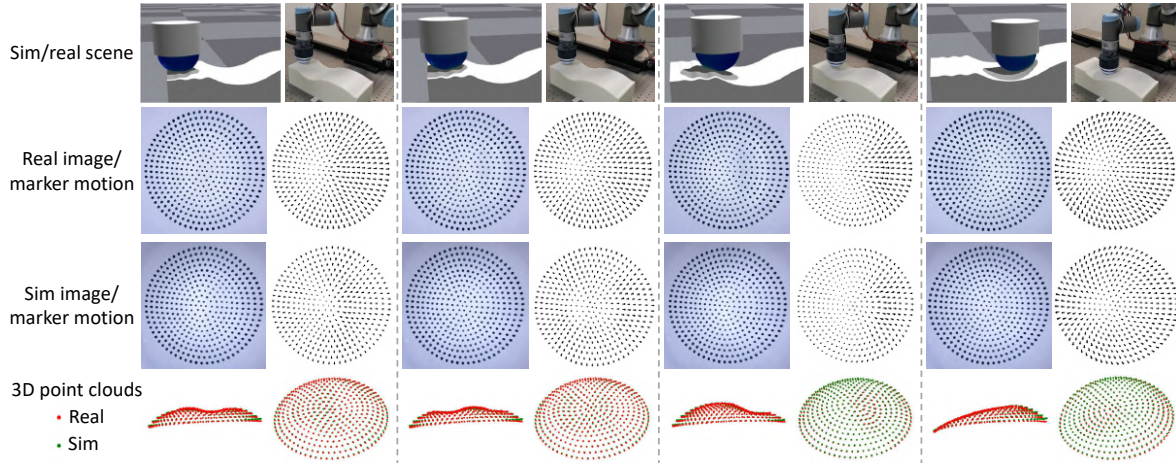 Sim/real scene
Real image/
marker motion
Sim image/
marker motion
3D point clouds
Real
Sim